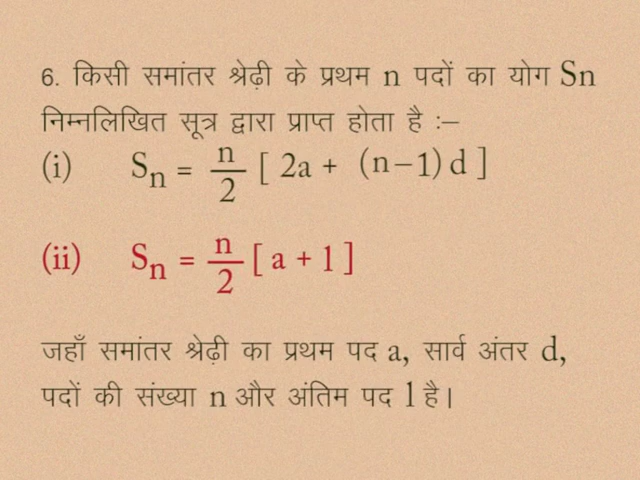 6. किसी समांतर श्रेढ़ी के प्रथम n पदों का योग Sn
निम्नलिखित सूत्र द्वारा प्राप्त होता है :–
(i) Sn = n/2 [ 2a + (n–1) d ]
(ii) Sn = n/2 [ a + l ]
जहाँ समांतर श्रेढ़ी का प्रथम पद a, सार्व अंतर d,
पदों की संख्या n और अंतिम पद l है।